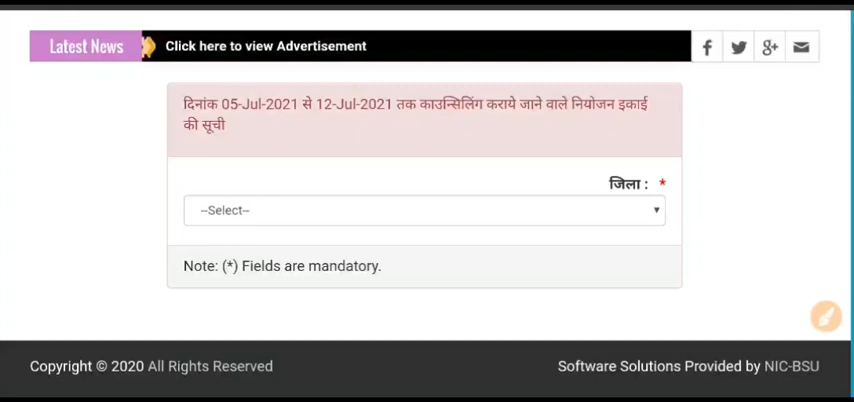 Latest News
Click here to view Advertisement
दिनांक 05-Jul-2021 से 12-Jul-2021 तक काउन्सिलिंग कराये जाने वाले नियोजन इकाई
की सूची
जिला : *
--Select--
Note: (*) Fields are mandatory.
Copyright © 2020 All Rights Reserved
Software Solutions Provided by NIC-BSU